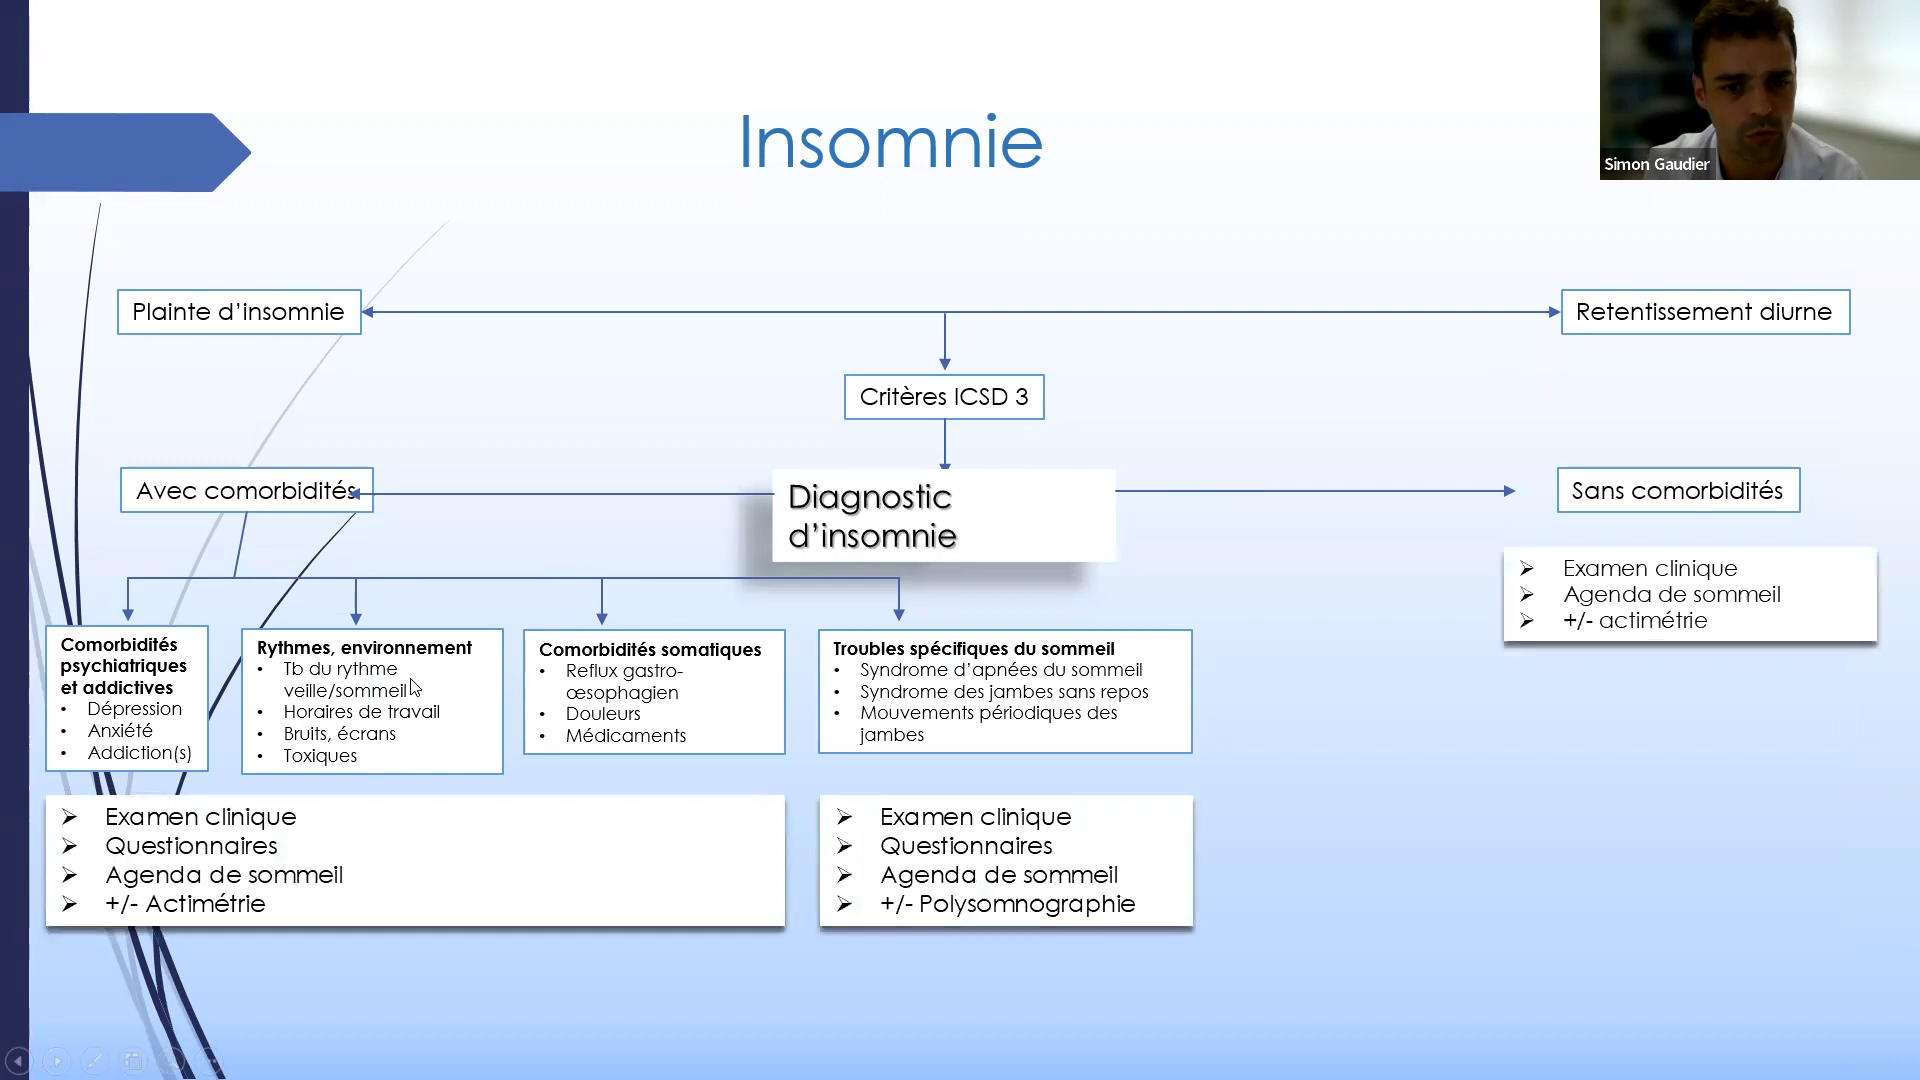 Insomnie
Simon Gaudier
Plainte d’insomnie
Retentissement diurne
Critères ICSD 3
Avec comorbidités
Diagnostic
d’insomnie
Sans comorbidités
Examen clinique
Agenda de sommeil
+/- actimétrie
Comorbidités
psychiatriques
et addictives
• Dépression
• Anxiété
• Addiction(s)
Rythmes, environnement
• Tb du rythme
veille/sommeil
• Horaires de travail
• Bruits, écrans
• Toxiques
Comorbidités somatiques
• Reflux gastro-
œsophagien
• Douleurs
• Médicaments
Troubles spécifiques du sommeil
• Syndrome d’apnées du sommeil
• Syndrome des jambes sans repos
• Mouvements périodiques des
jambes
Examen clinique
Questionnaires
Agenda de sommeil
+/- Actimétrie
Examen clinique
Questionnaires
Agenda de sommeil
+/- Polysomnographie